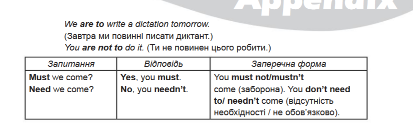 Appendix
We are to write a dictation tomorrow.
(Завтра ми повинні писати диктант.)
You are not to do it. (Ти не повинен цього робити.)
Запитання Відповідь Заперечна форма
Must we come? Yes, you must. You must not/mustn't
Need we come? No, you needn't. come (заборона). You don't need
to/ needn't come (відсутність
необхідності / не обов'язково).